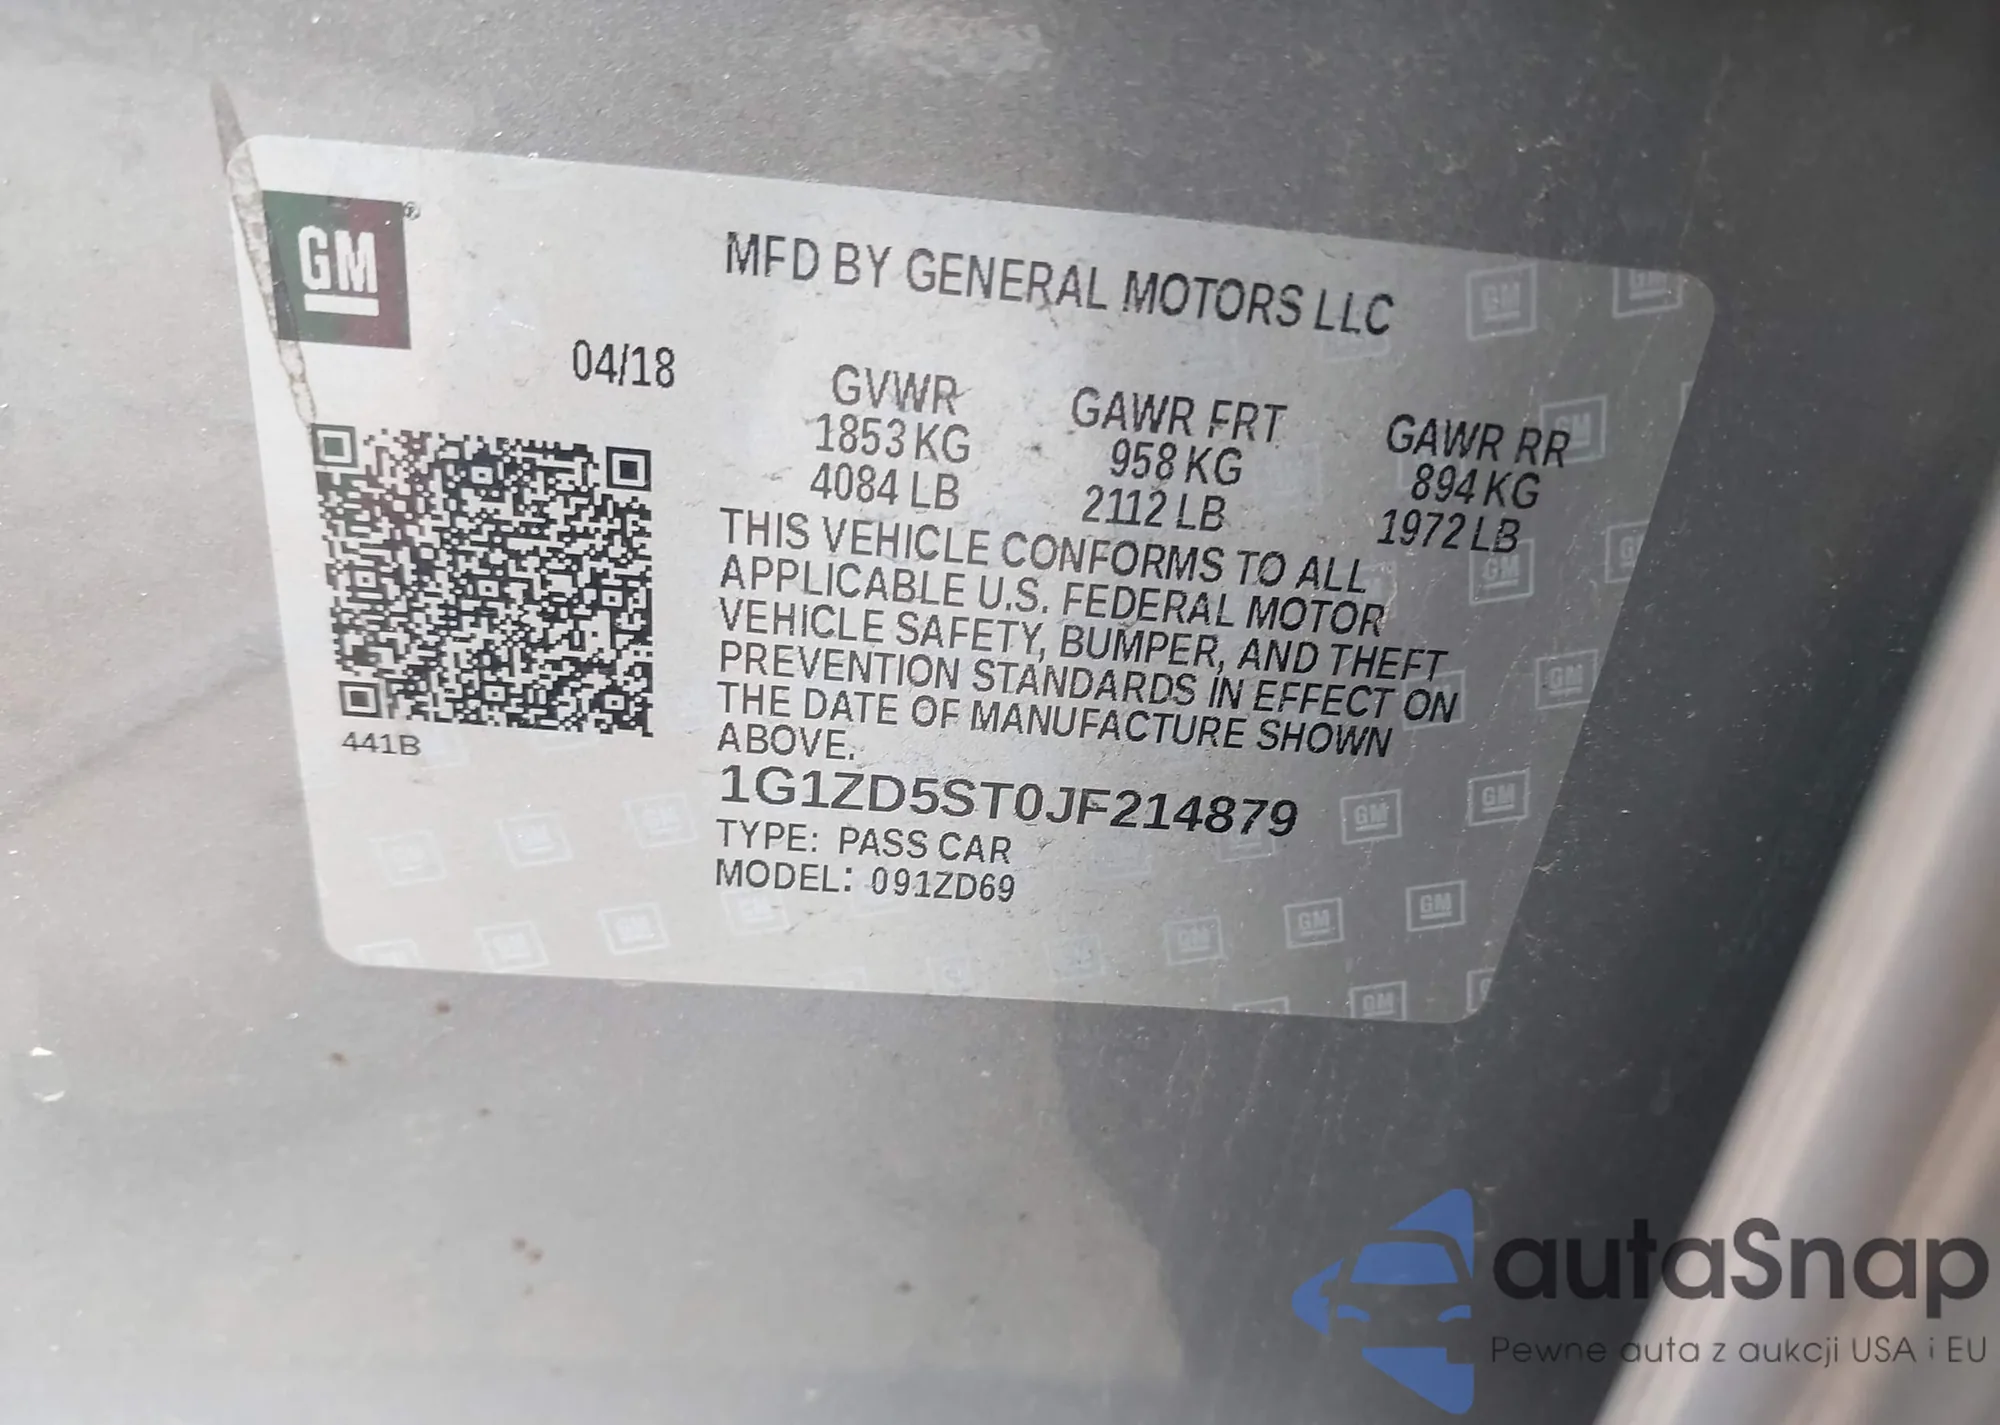 GM®
MFD BY GENERAL MOTORS LLC
04/18
GVWR GAWR FRT GAWR RR
1853 KG 958 KG 894 KG
4084 LB 2112 LB 1972 LB
THIS VEHICLE CONFORMS TO ALL
APPLICABLE U.S. FEDERAL MOTOR
VEHICLE SAFETY, BUMPER, AND THEFT
PREVENTION STANDARDS IN EFFECT ON
THE DATE OF MANUFACTURE SHOWN
ABOVE.
441B
1G1ZD5ST0JF214879
TYPE: PASS CAR
MODEL: 091ZD69
autaSnap
Pewne auta z aukcji USA i EU